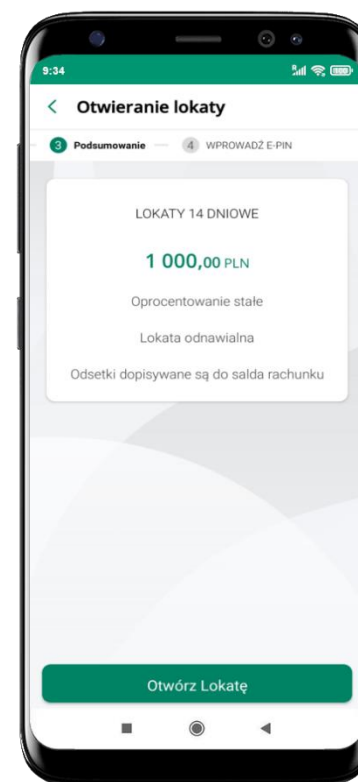 9:34
Otwieranie lokaty
3 Podsumowanie 4 WPROWADŹ E-PIN
LOKATY 14 DNIOWE
1 000,00 PLN
Oprocentowanie stałe
Lokata odnawialna
Odsetki dopisywane są do salda rachunku
Otwórz Lokatę